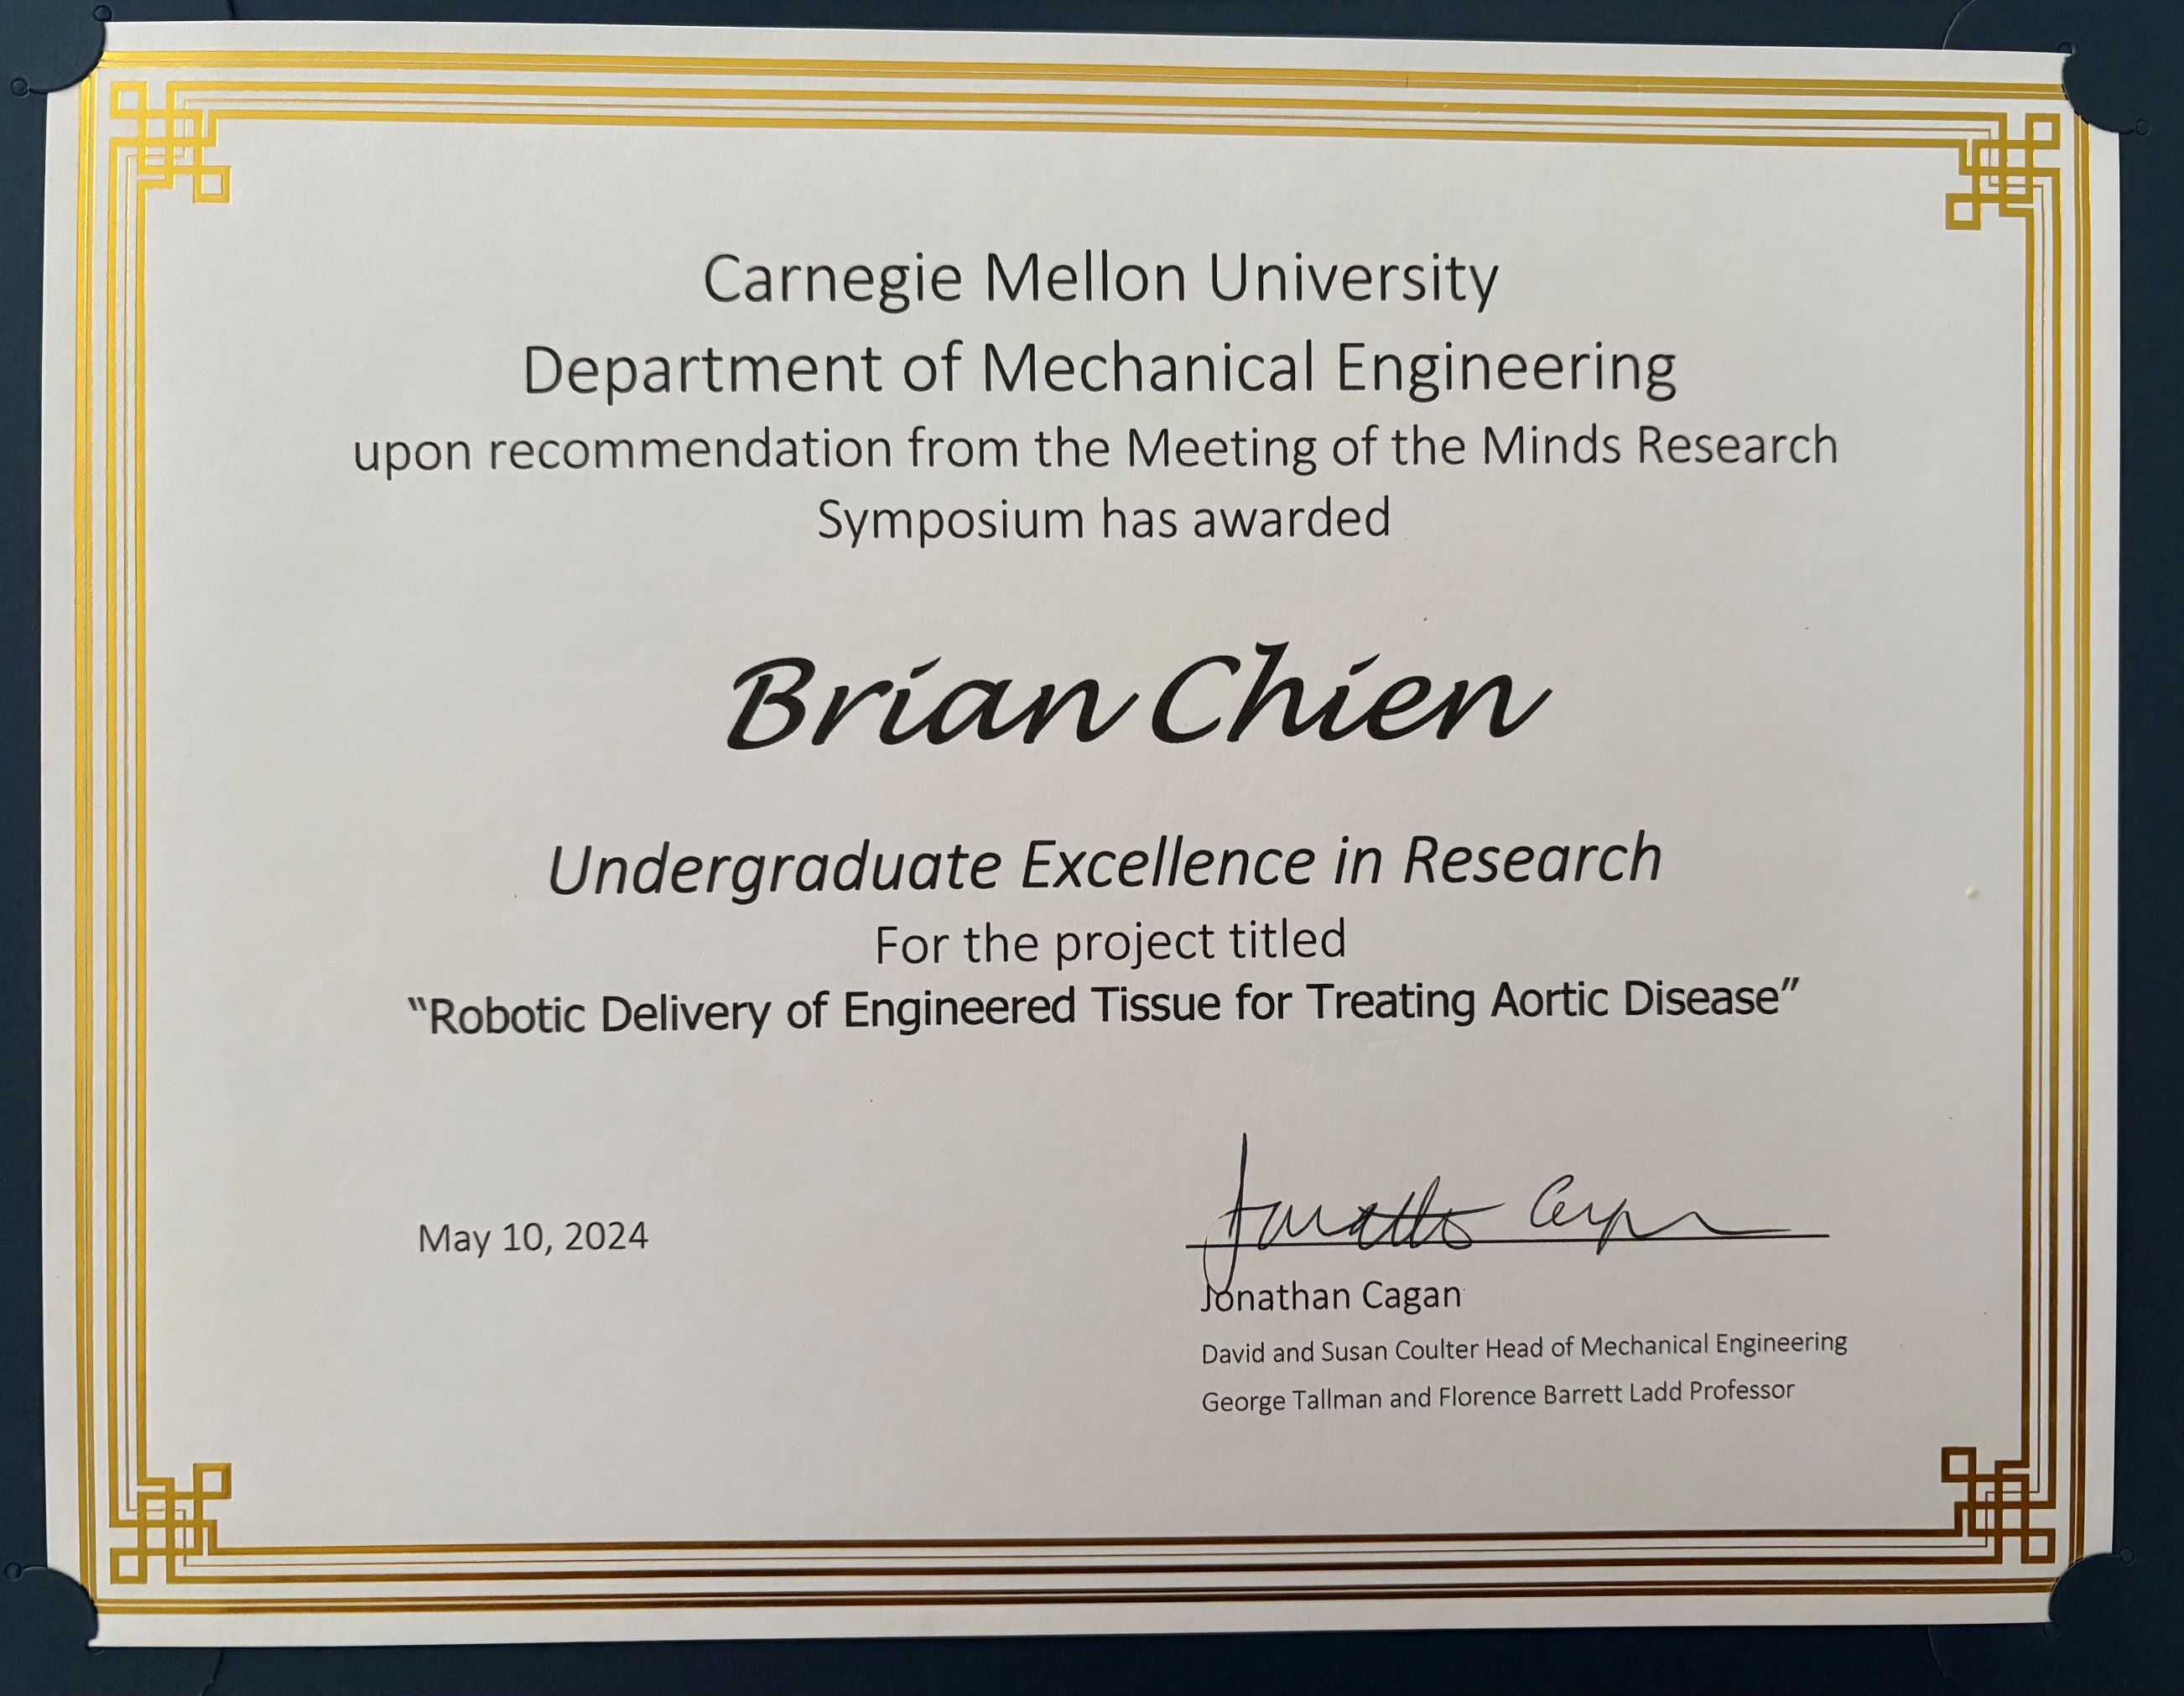 Carnegie Mellon University
Department of Mechanical Engineering
upon recommendation from the Meeting of the Minds Research
Symposium has awarded
Brian Chien
Undergraduate Excellence in Research
For the project titled
“Robotic Delivery of Engineered Tissue for Treating Aortic Disease”
May 10, 2024
Jonathan Cagan
David and Susan Coulter Head of Mechanical Engineering
George Tallman and Florence Barrett Ladd Professor